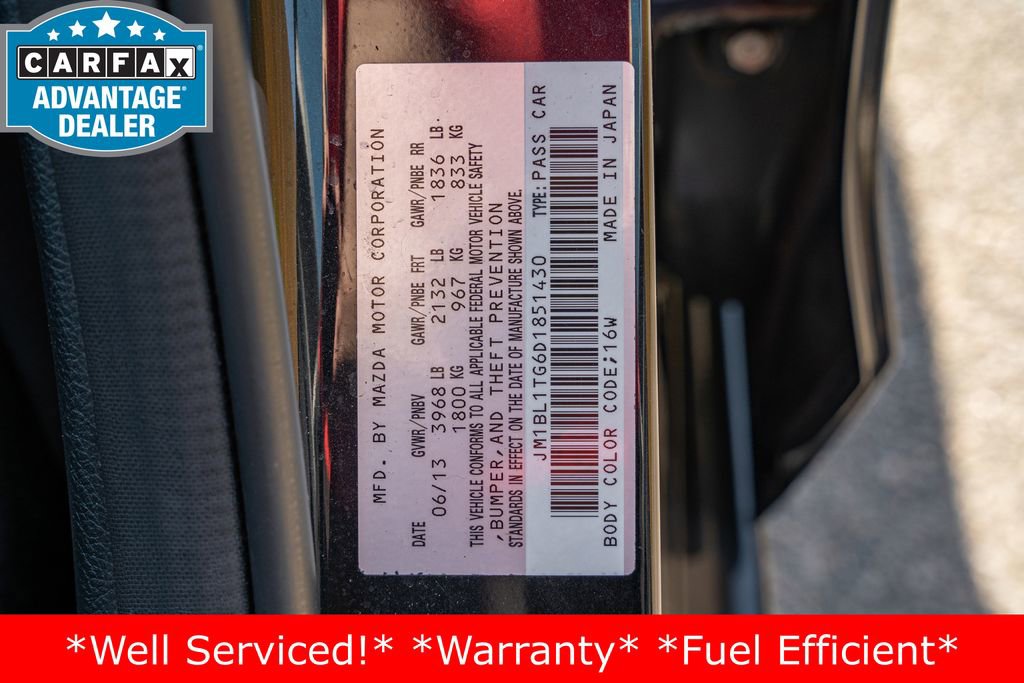 CARFAX
ADVANTAGE
DEALER
MFD. BY MAZDA MOTOR CORPORATION
DATE GVWR/PNBV GAWR/PNBE FRT GAWR/PNBE RR
06/13 3968 LB 2132 LB 1836 LB.
1800 KG 967 KG 833 KG
THIS VEHICLE CONFORMS TO ALL APPLICABLE FEDERAL MOTOR VEHICLE SAFETY
,BUMPER,AND THEFT PREVENTION
STANDARDS IN EFFECT ON THE DATE OF MANUFACTURE SHOWN ABOVE.
JM1BL1TG6D1851430 TYPE:PASS CAR
BODY COLOR CODE;16W MADE IN JAPAN
*Well Serviced!* *Warranty* *Fuel Efficient*